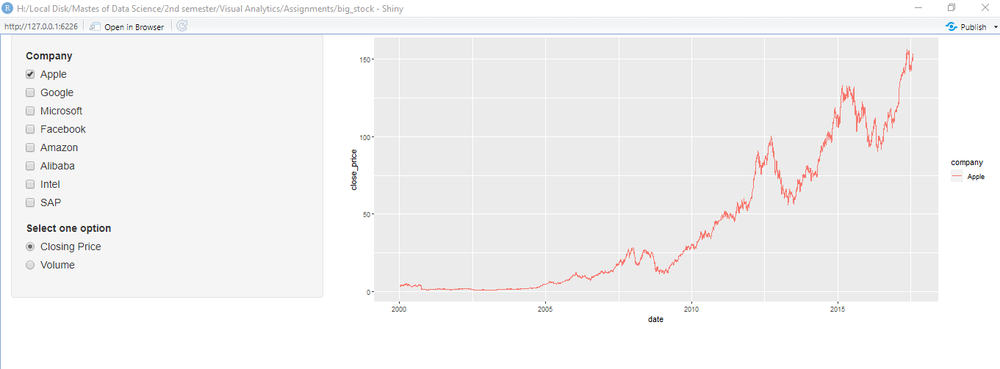 H:/Local Disk/Mastes of Data Science/2nd semester/Visual Analytics/Assignments/big_stock - Shiny
http://127.0.0.1:6226 Open in Browser Publish
Company
Apple
Google
Microsoft
Facebook
Amazon
Alibaba
Intel
SAP
Select one option
Closing Price
Volume
close_price
150
100
50
0
2000 2005 2010 2015
date
company
Apple